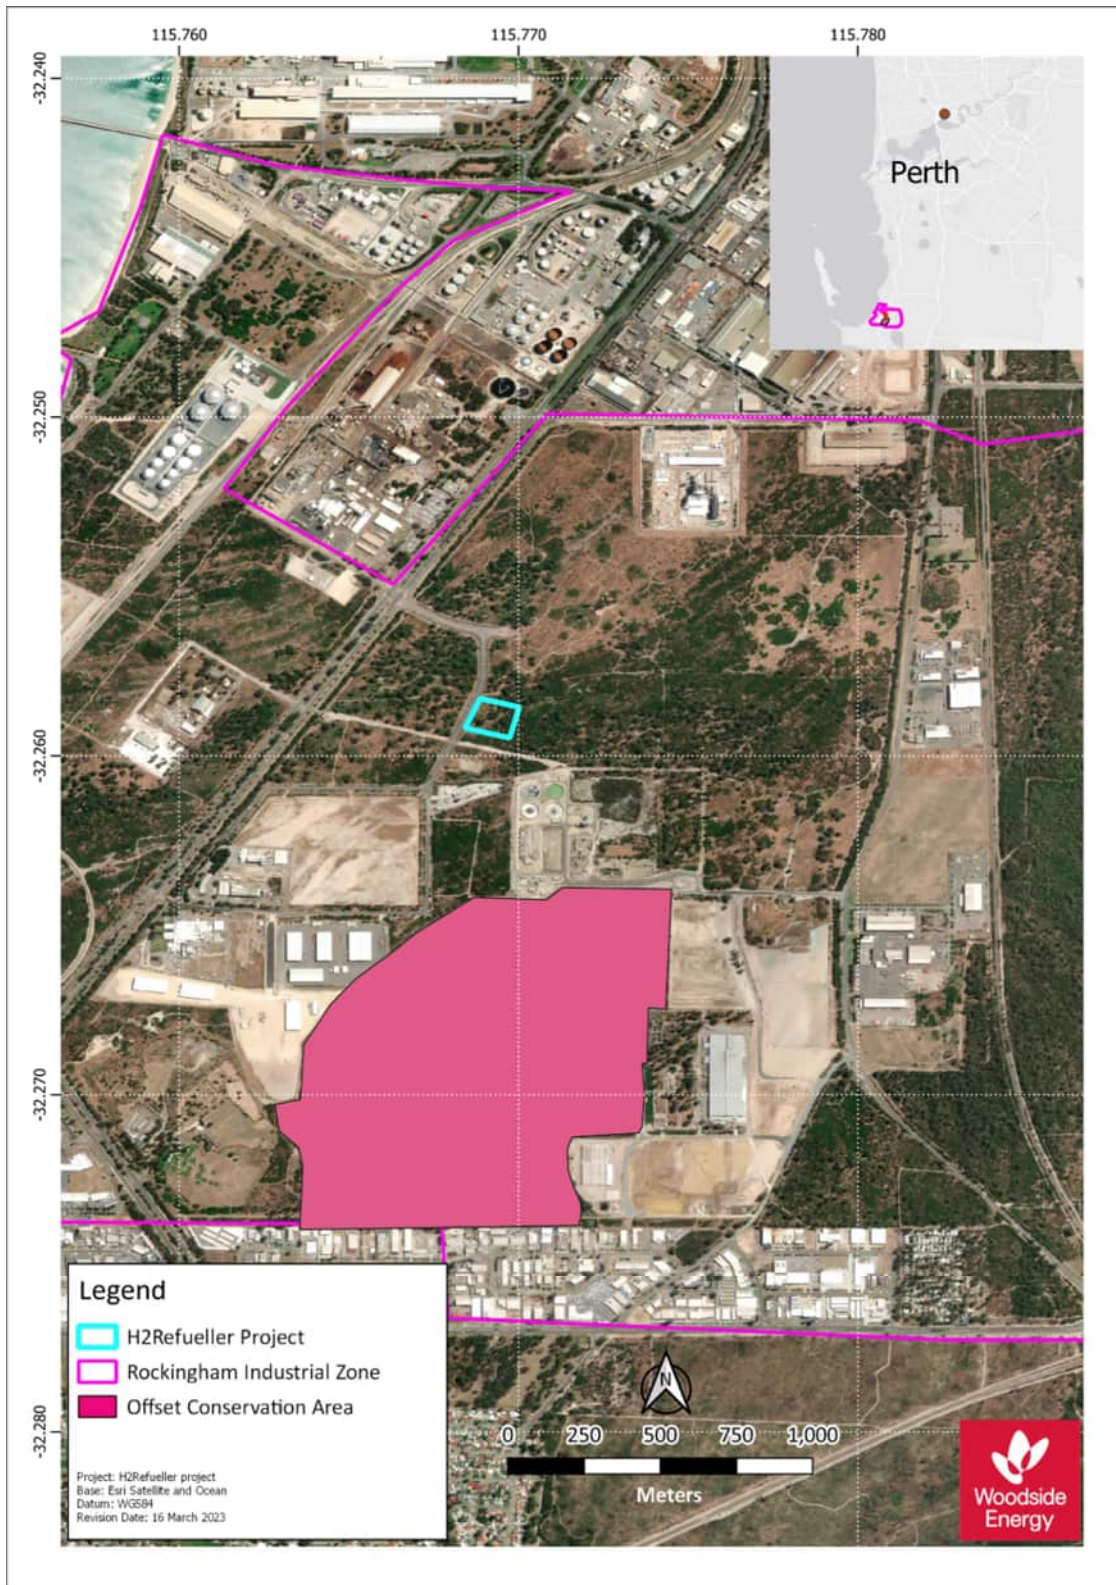 115.760 115.770 115.780
-32.240
Perth
-32.250
-32.260
-32.270
-32.280
Legend
H2Refueller Project
Rockingham Industrial Zone
Offset Conservation Area
Project: H2Refueller project
Base: Esri Satellite and Ocean
Datum: WGS84
Revision Date: 16 March 2023
N
0 250 500 750 1,000
Meters
Woodside
Energy